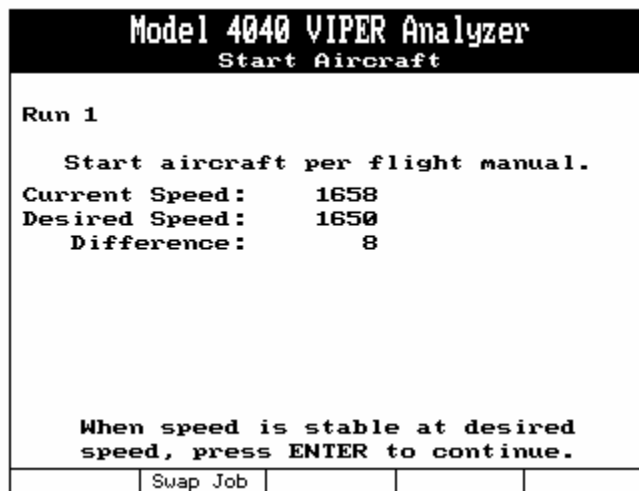 Model 4040 VIPER Analyzer
Start Aircraft
Run 1
Start aircraft per flight manual.
Current Speed: 1658
Desired Speed: 1650
Difference: 8
When speed is stable at desired
speed, press ENTER to continue.
Swap Job